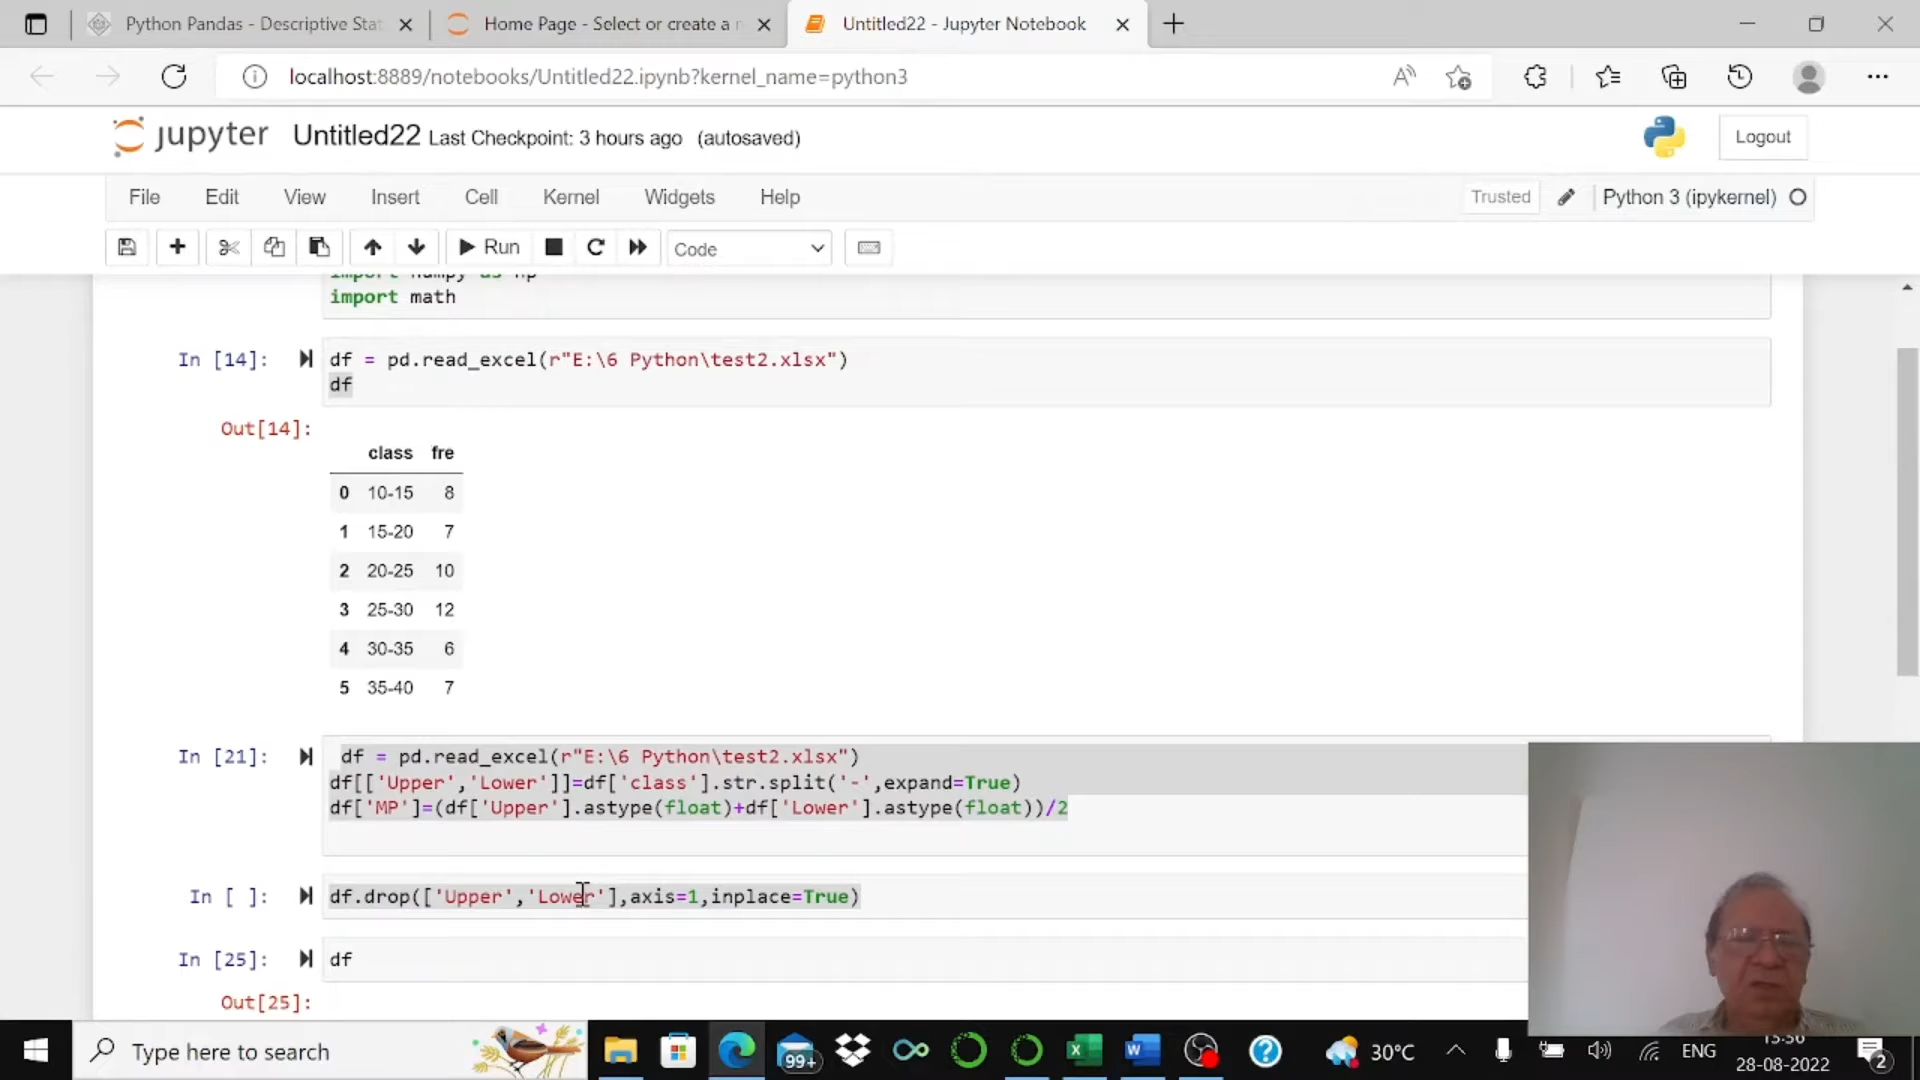 Python Pandas - Descriptive Stat
Home Page - Select or create a n
Untitled22 - Jupyter Notebook
localhost:8889/notebooks/Untitled22.ipynb?kernel_name=python3
jupyter Untitled22 Last Checkpoint: 3 hours ago (autosaved)
Logout
File Edit View Insert Cell Kernel Widgets Help
Trusted
Python 3 (ipykernel)
Run
Code
import numpy as np
import math
In [14]:
df = pd.read_excel(r"E:\6 Python\test2.xlsx")
df
Out[14]:
class fre
0 10-15 8
1 15-20 7
2 20-25 10
3 25-30 12
4 30-35 6
5 35-40 7
In [21]:
df = pd.read_excel(r"E:\6 Python\test2.xlsx")
df[['Upper','Lower']]=df['class'].str.split('-',expand=True)
df['MP']=(df['Upper'].astype(float)+df['Lower'].astype(float))/2
In [ ]:
df.drop(['Upper','Lower'],axis=1,inplace=True)
In [25]:
df
Out[25]:
Type here to search
99+
30°C
ENG
28-08-2022
2